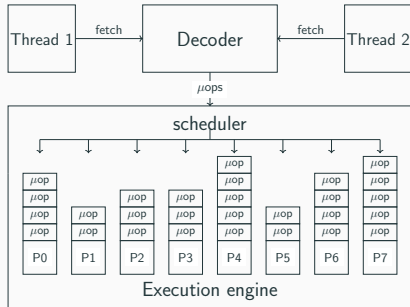 fetch fetch
Thread 1 Decoder Thread 2
μops
scheduler
μop μop
μop μop μop μop
μop μop μop μop μop μop
μop μop μop μop μop μop μop μop
μop μop μop μop μop μop μop μop
P0 P1 P2 P3 P4 P5 P6 P7
Execution engine